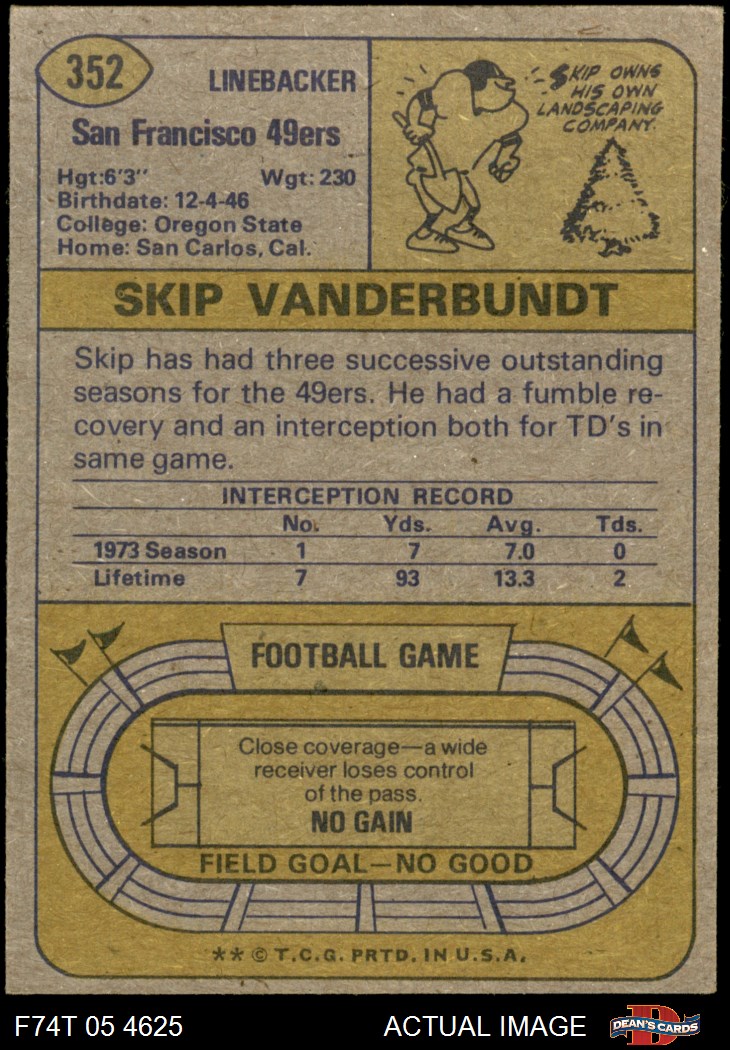 352
LINEBACKER
San Francisco 49ers
Hgt:6'3" Wgt: 230
Birthdate: 12-4-46
College: Oregon State
Home: San Carlos, Cal.
SKIP OWNS
HIS OWN
LANDSCAPING
COMPANY.
SKIP VANDERBUNDT
Skip has had three successive outstanding
seasons for the 49ers. He had a fumble re-
covery and an interception both for TD's in
same game.
INTERCEPTION RECORD
No. Yds. Avg. Tds.
1973 Season 1 7 7.0 0
Lifetime 7 93 13.3 2
FOOTBALL GAME
Close coverage—a wide
receiver loses control
of the pass.
NO GAIN
FIELD GOAL—NO GOOD
** © T.C.G. PRTD. IN U.S.A.
F74T 05 4625 ACTUAL IMAGE DEAN'S CARDS